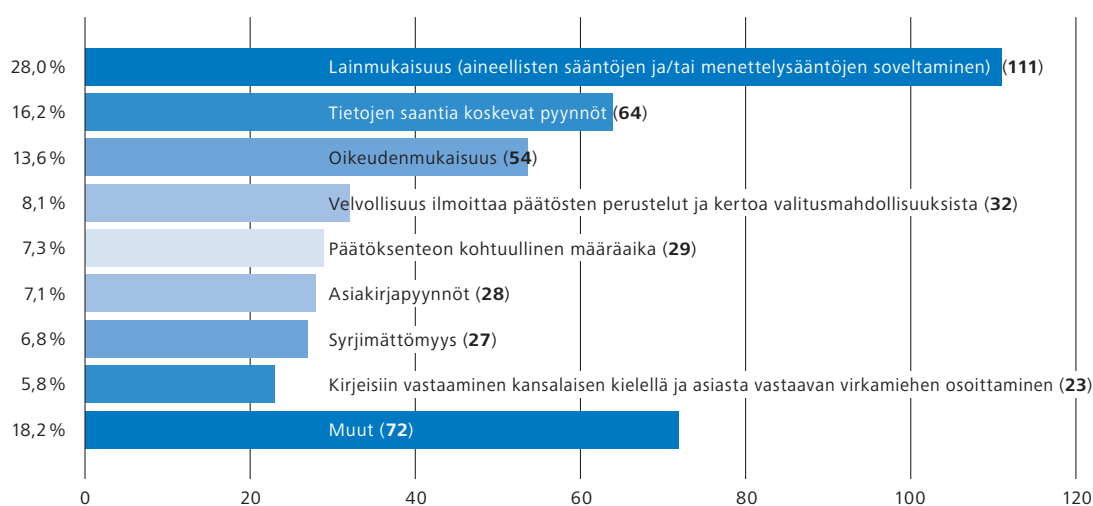 28,0 % Lainmukaisuus (aineellisten sääntöjen ja/tai menettelysääntöjen soveltaminen) (111)
16,2 % Tietojen saantia koskevat pyynnöt (64)
13,6 % Oikeudenmukaisuus (54)
8,1 % Velvollisuus ilmoittaa päätösten perustelut ja kertoa valitusmahdollisuuksista (32)
7,3 % Päätöksenteon kohtuullinen määräaika (29)
7,1 % Asiakirjapyynnöt (28)
6,8 % Syrjimättömyys (27)
5,8 % Kirjeisiin vastaaminen kansalaisen kielellä ja asiasta vastaavan virkamiehen osoittaminen (23)
18,2 % Muut (72)
0 20 40 60 80 100 120